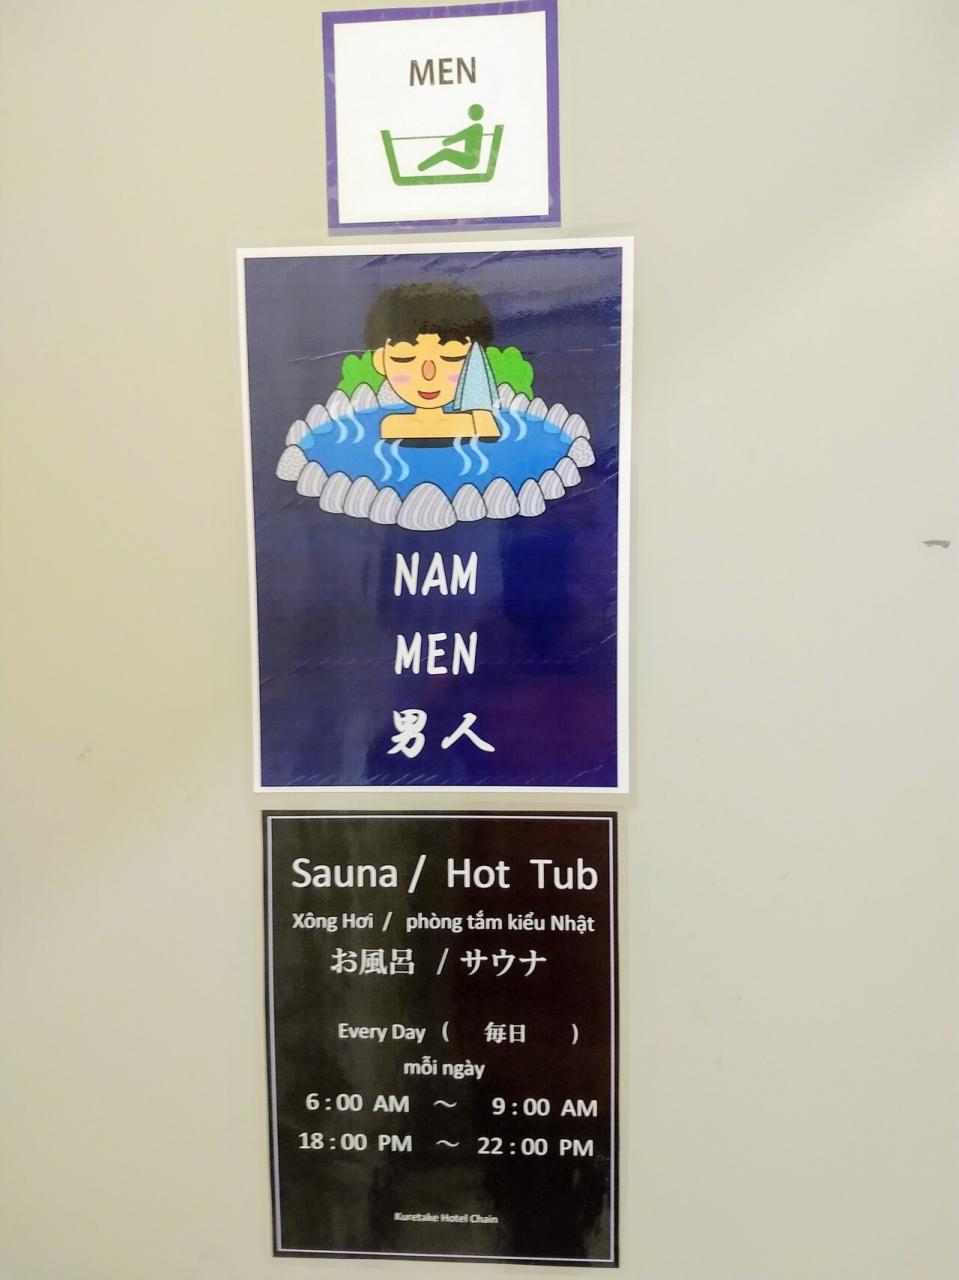 MEN
NAM
MEN
男人
Sauna / Hot Tub
Xông Hơi / phòng tắm kiểu Nhật
お風呂 / サウナ
Every Day ( 毎日 )
mỗi ngày
6:00 AM ～ 9:00 AM
18:00 PM ～ 22:00 PM
Kuretake Hotel Chain